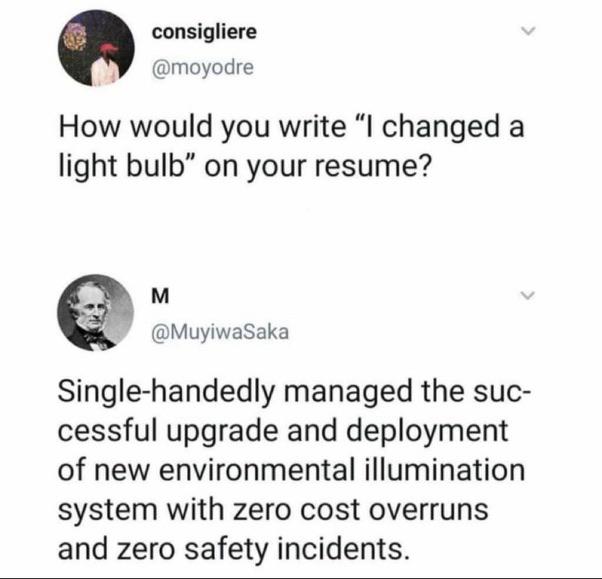 consigliere
@moyodre
How would you write “I changed a
light bulb” on your resume?
M
@MuyiwaSaka
Single-handedly managed the suc-
cessful upgrade and deployment
of new environmental illumination
system with zero cost overruns
and zero safety incidents.